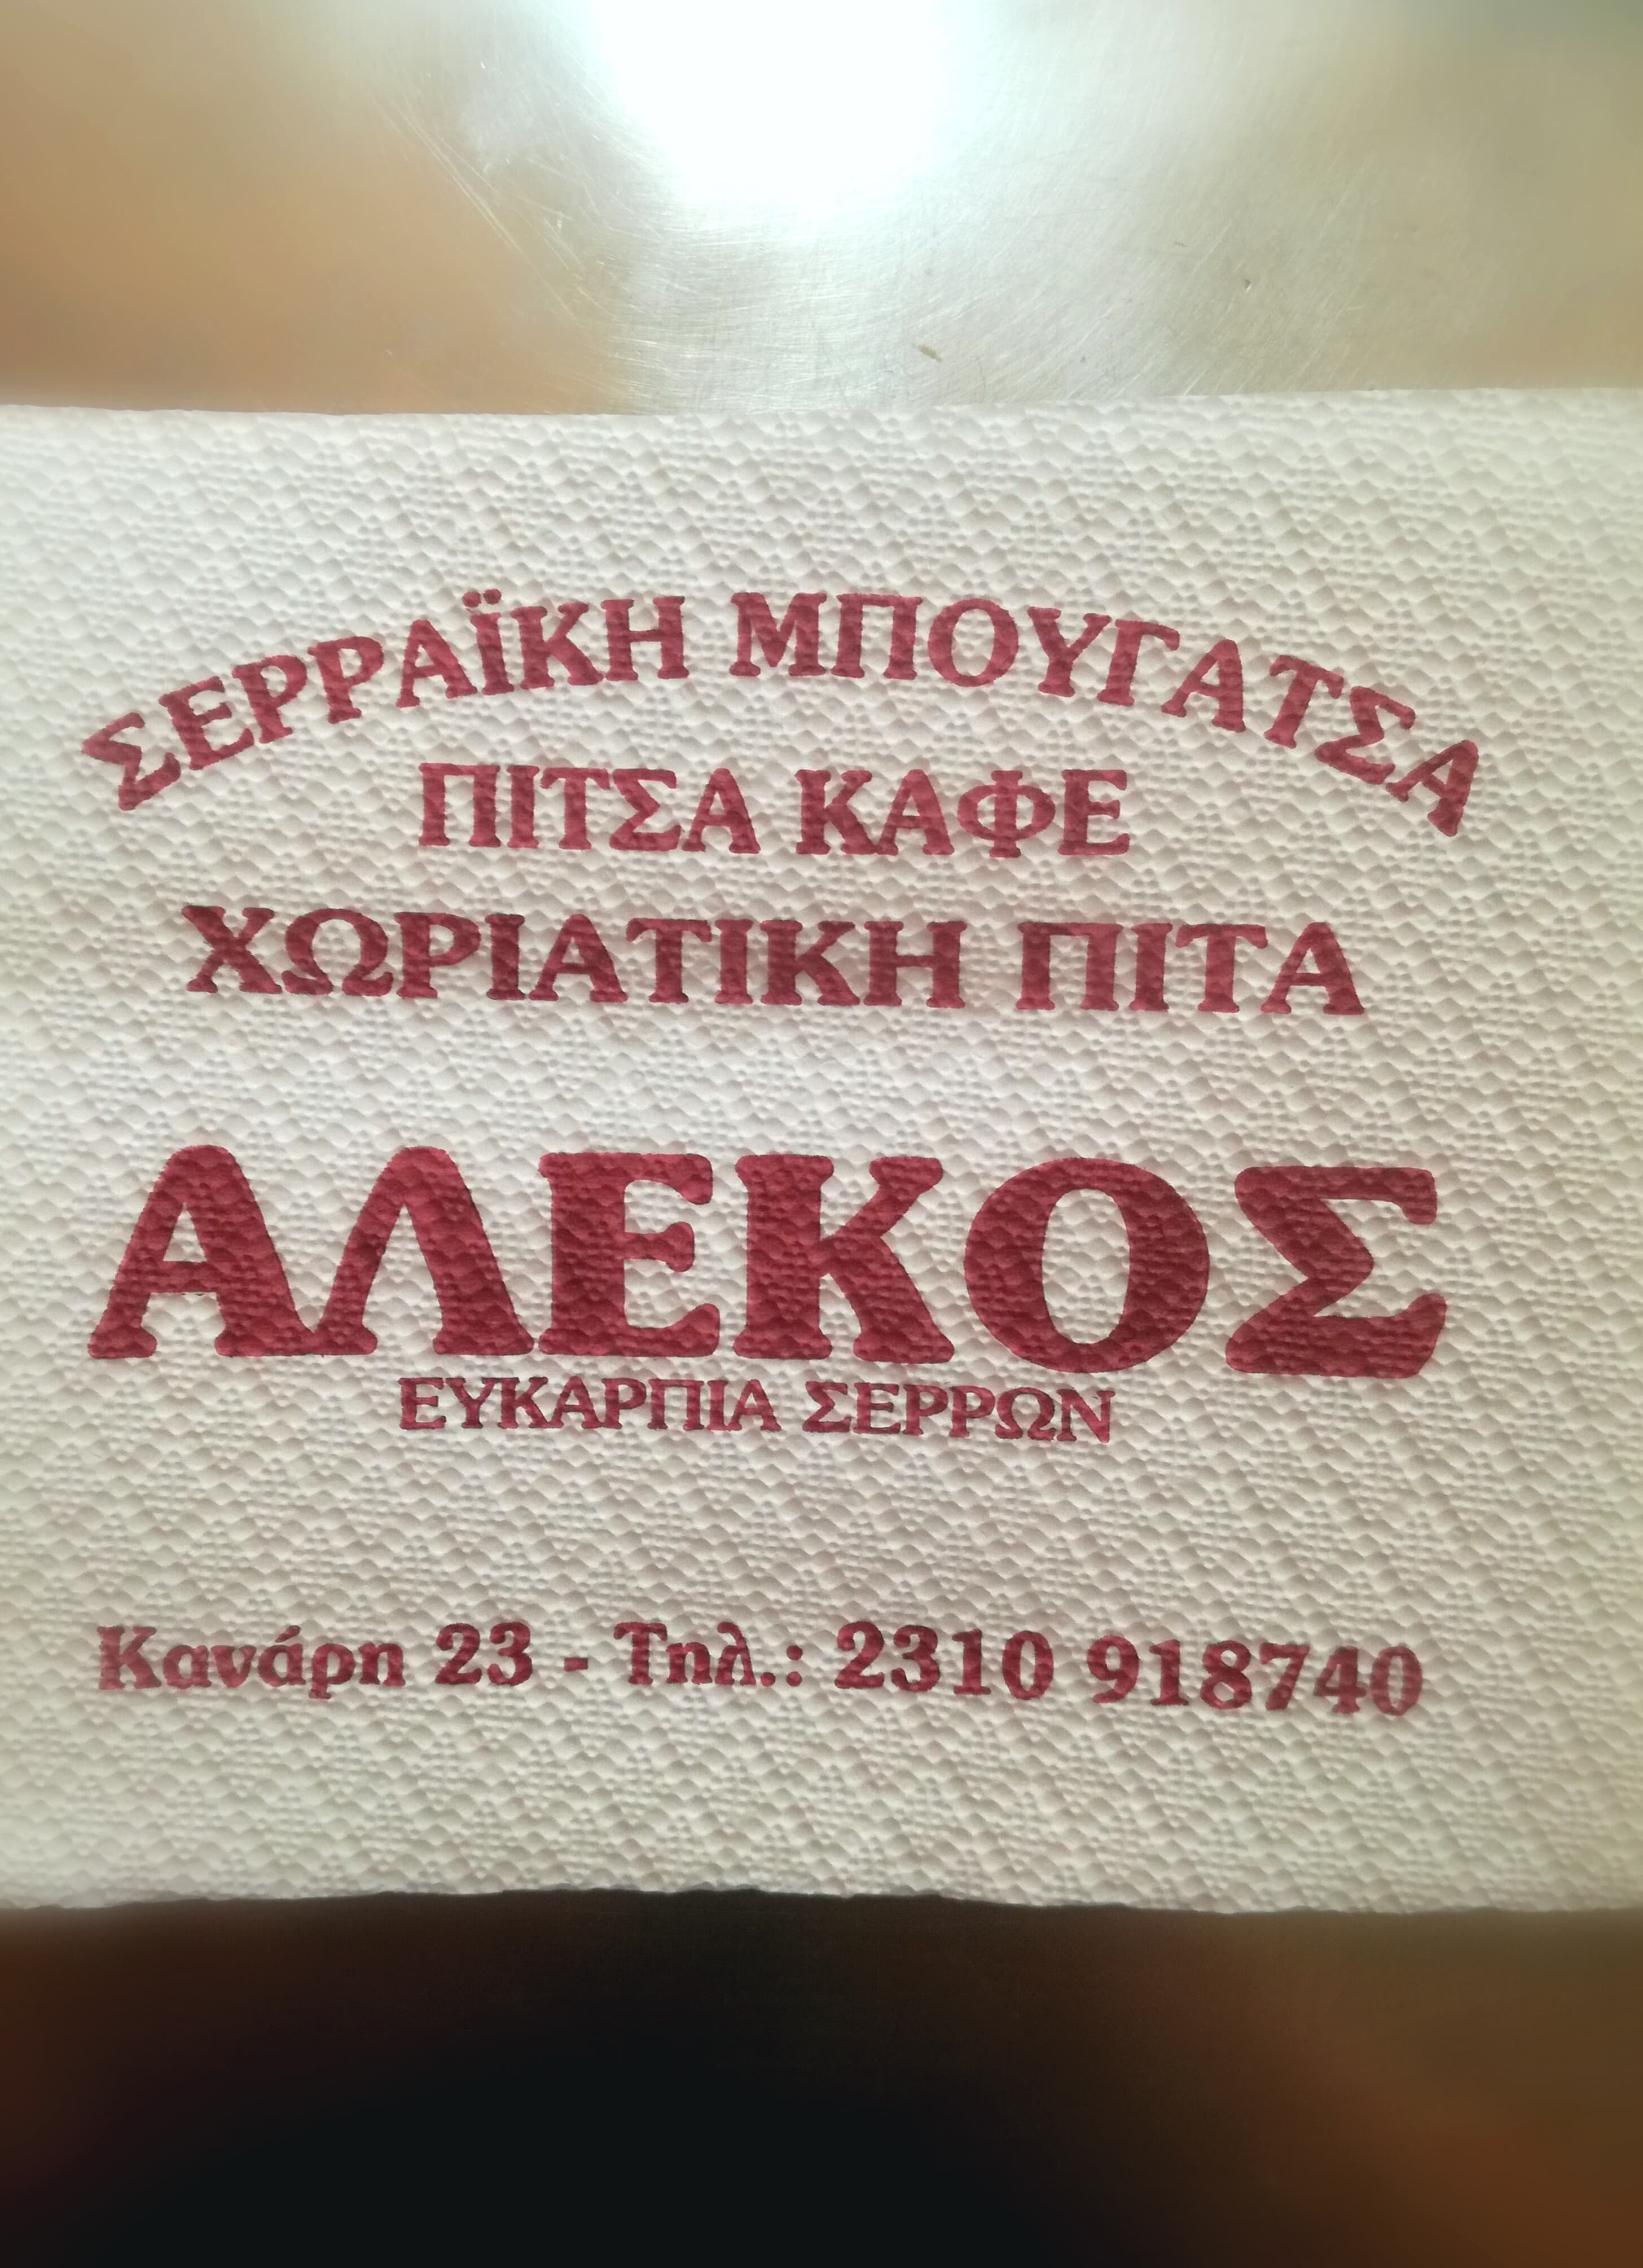 ΣΕΡΡΑΪΚΗ ΜΠΟΥΓΑΤΣΑ
ΠΙΤΣΑ ΚΑΦΕ
ΧΩΡΙΑΤΙΚΗ ΠΙΤΑ
ΑΛΕΚΟΣ
ΕΥΚΑΡΠΙΑ ΣΕΡΡΩΝ
Κανάρη 23 - Τηλ.: 2310 918740